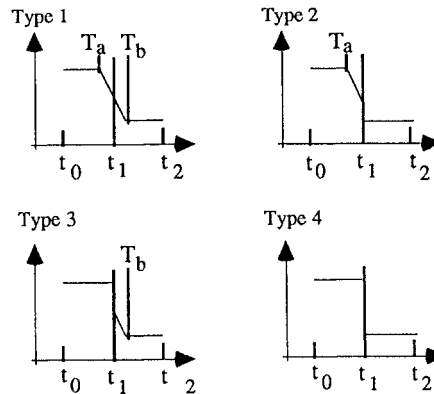 Type 1
T_a T_b
t_0 t_1 t_2
Type 2
T_a
t_0 t_1 t_2
Type 3
T_b
t_0 t_1 t_2
Type 4
t_0 t_1 t_2